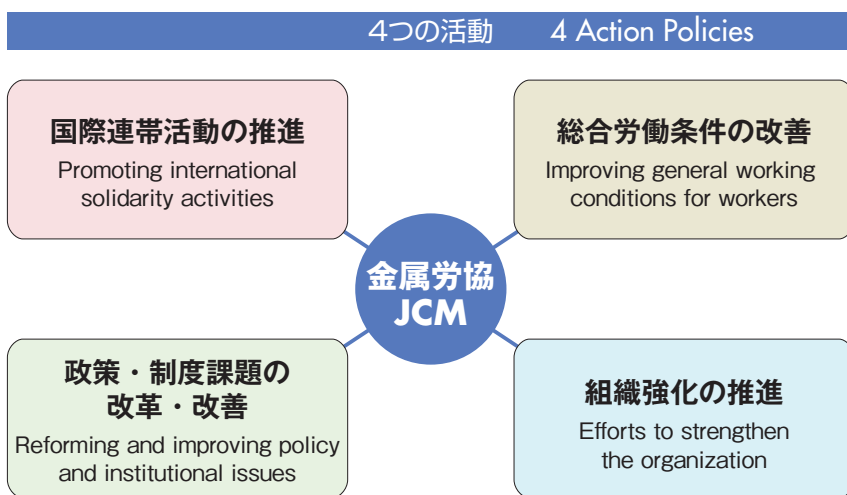 4つの活動 4 Action Policies
国際連帯活動の推進
Promoting international
solidarity activities
総合労働条件の改善
Improving general working
conditions for workers
金属労協
JCM
政策・制度課題の
改革・改善
Reforming and improving policy
and institutional issues
組織強化の推進
Efforts to strengthen
the organization